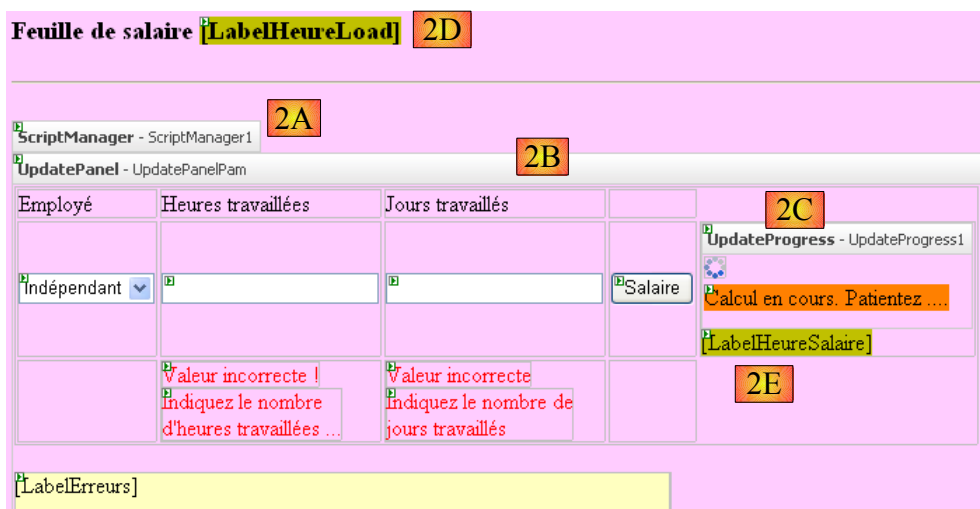 Feuille de salaire [LabelHeureLoad] 2D
2A
ScriptManager - ScriptManager1
2B
UpdatePanel - UpdatePanelPam
Employé Heures travaillées Jours travaillés
2C
UpdateProgress - UpdateProgress1
Indépendant Salaire
Calcul en cours. Patientez ....
[LabelHeureSalaire]
2E
Valeur incorrecte ! Valeur incorrecte
Indiquez le nombre Indiquez le nombre de
d'heures travaillées ... jours travaillés
[LabelErreurs]